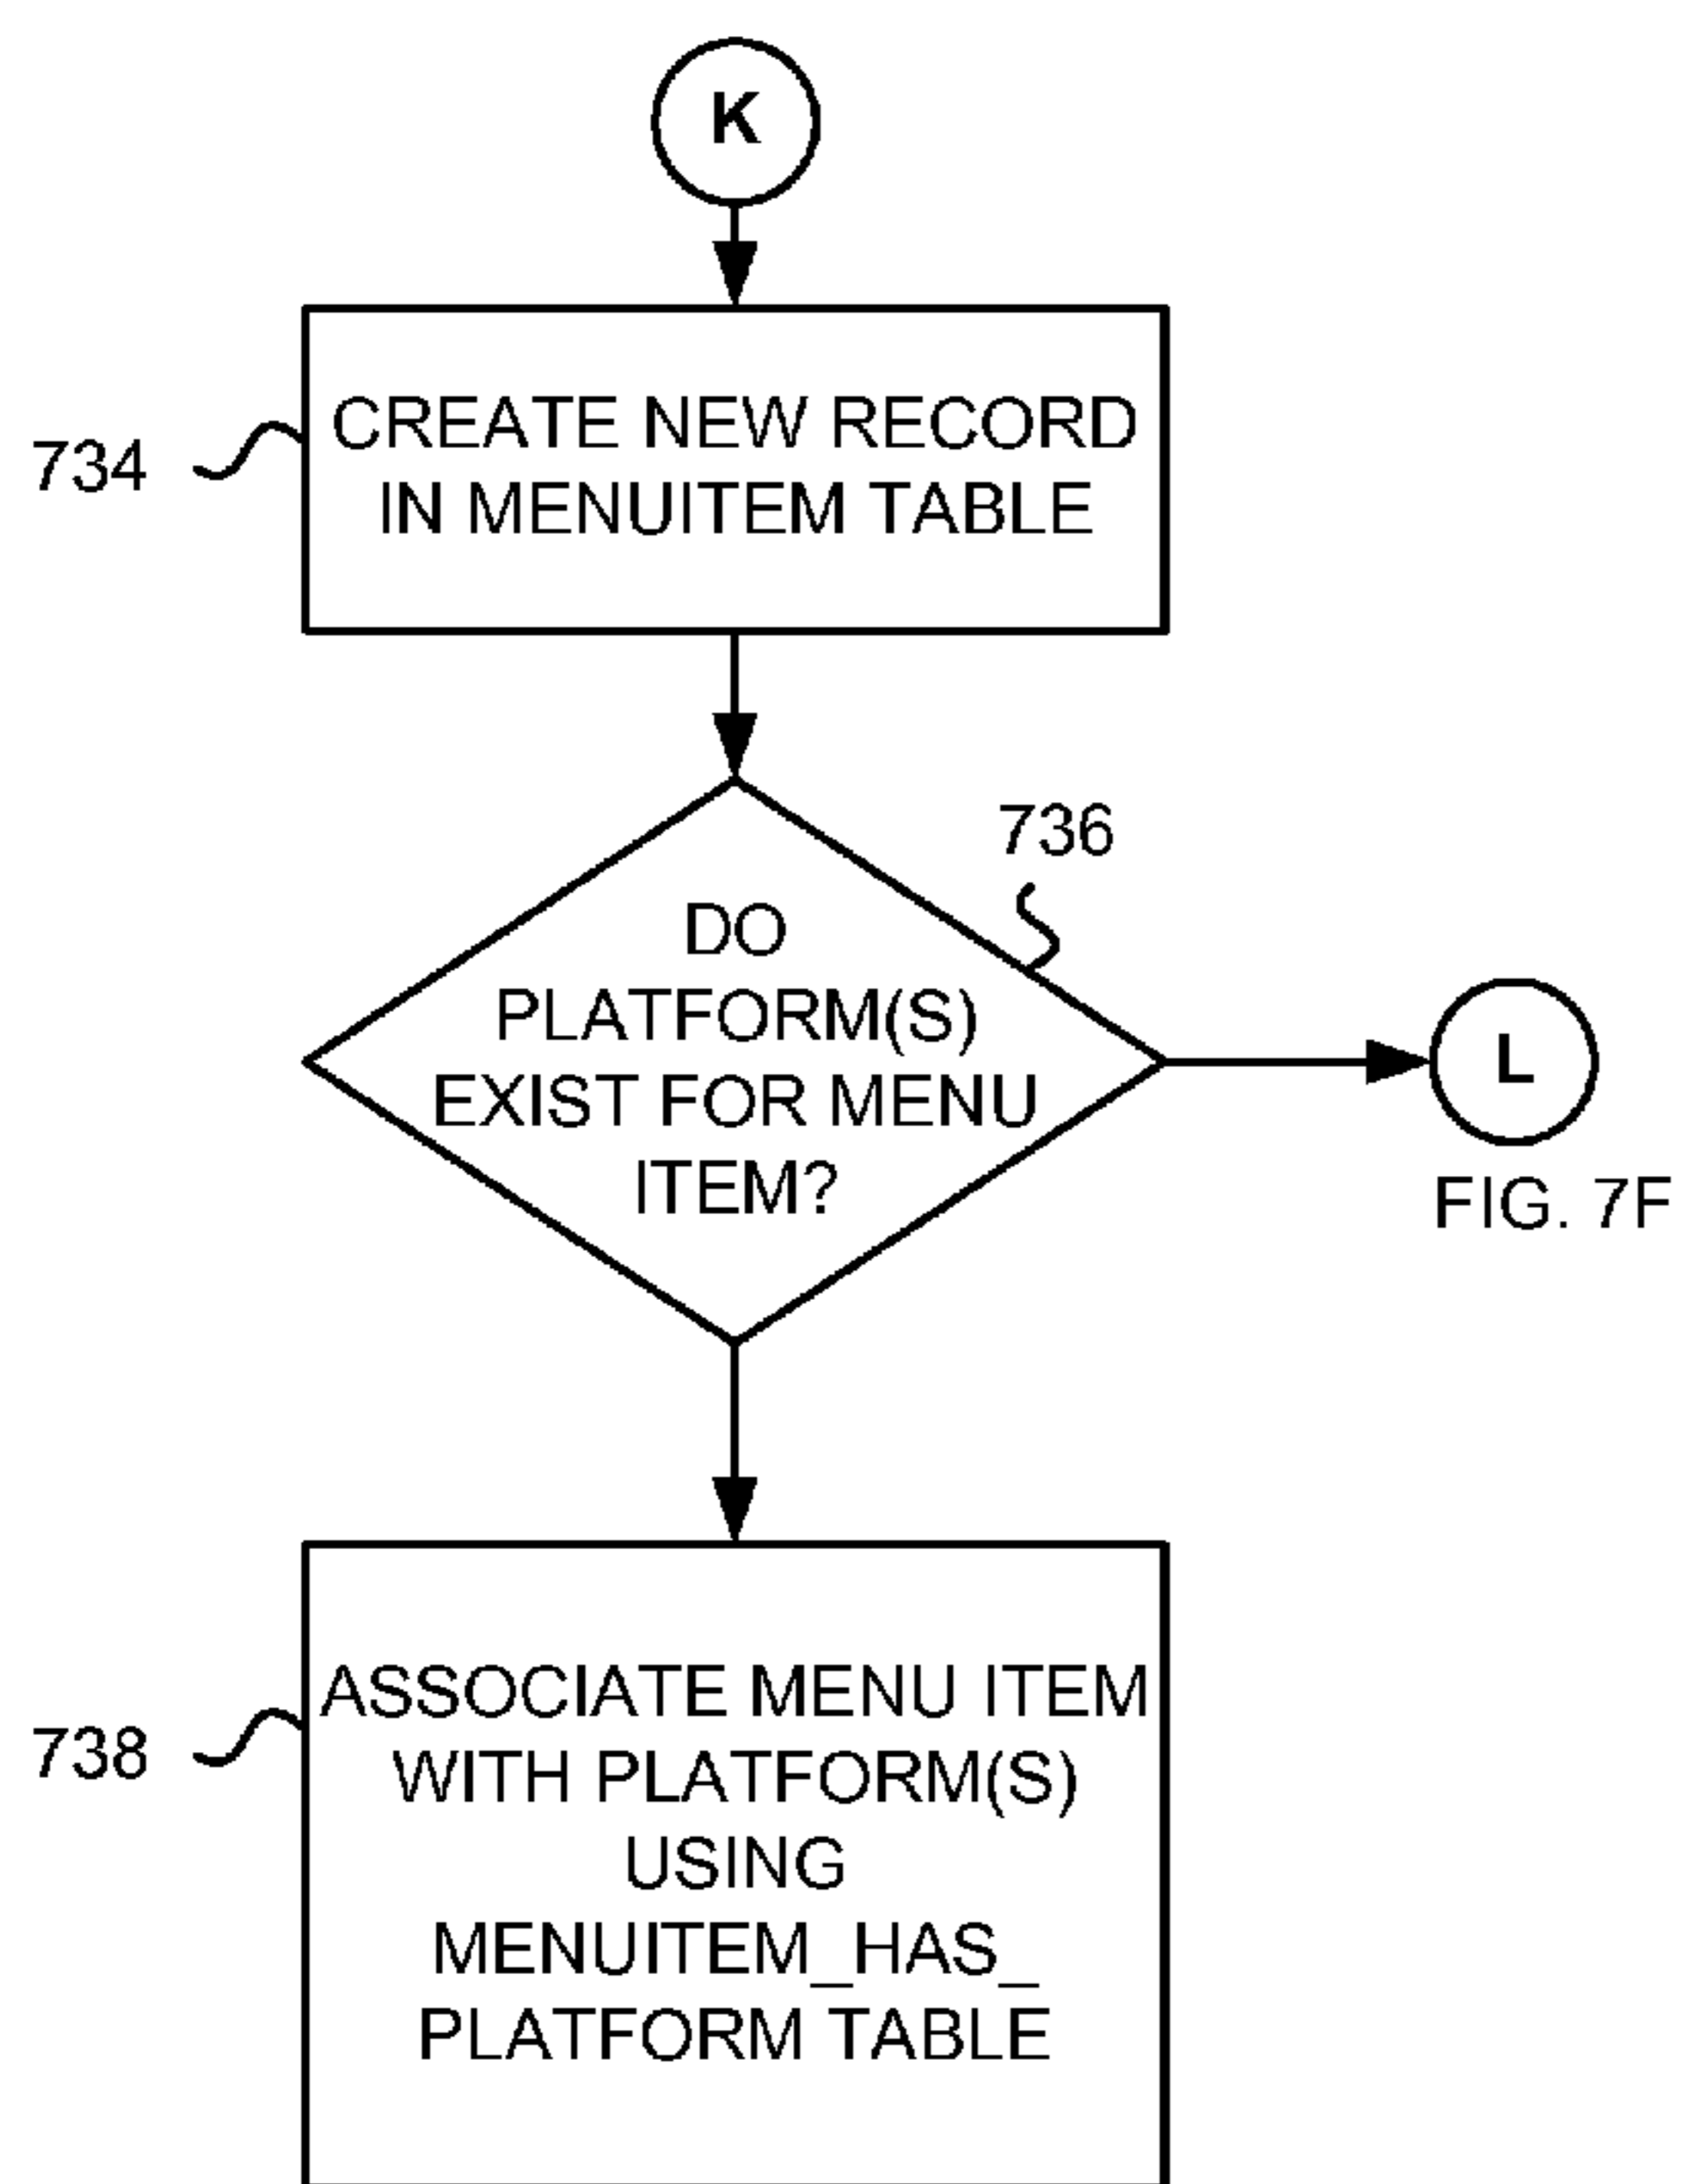 K
CREATE NEW RECORD
IN MENUITEM TABLE
734
736
DO
PLATFORM(S)
EXIST FOR MENU
ITEM?
L
FIG. 7F
ASSOCIATE MENU ITEM
WITH PLATFORM(S)
USING
MENUITEM_HAS_
PLATFORM TABLE
738